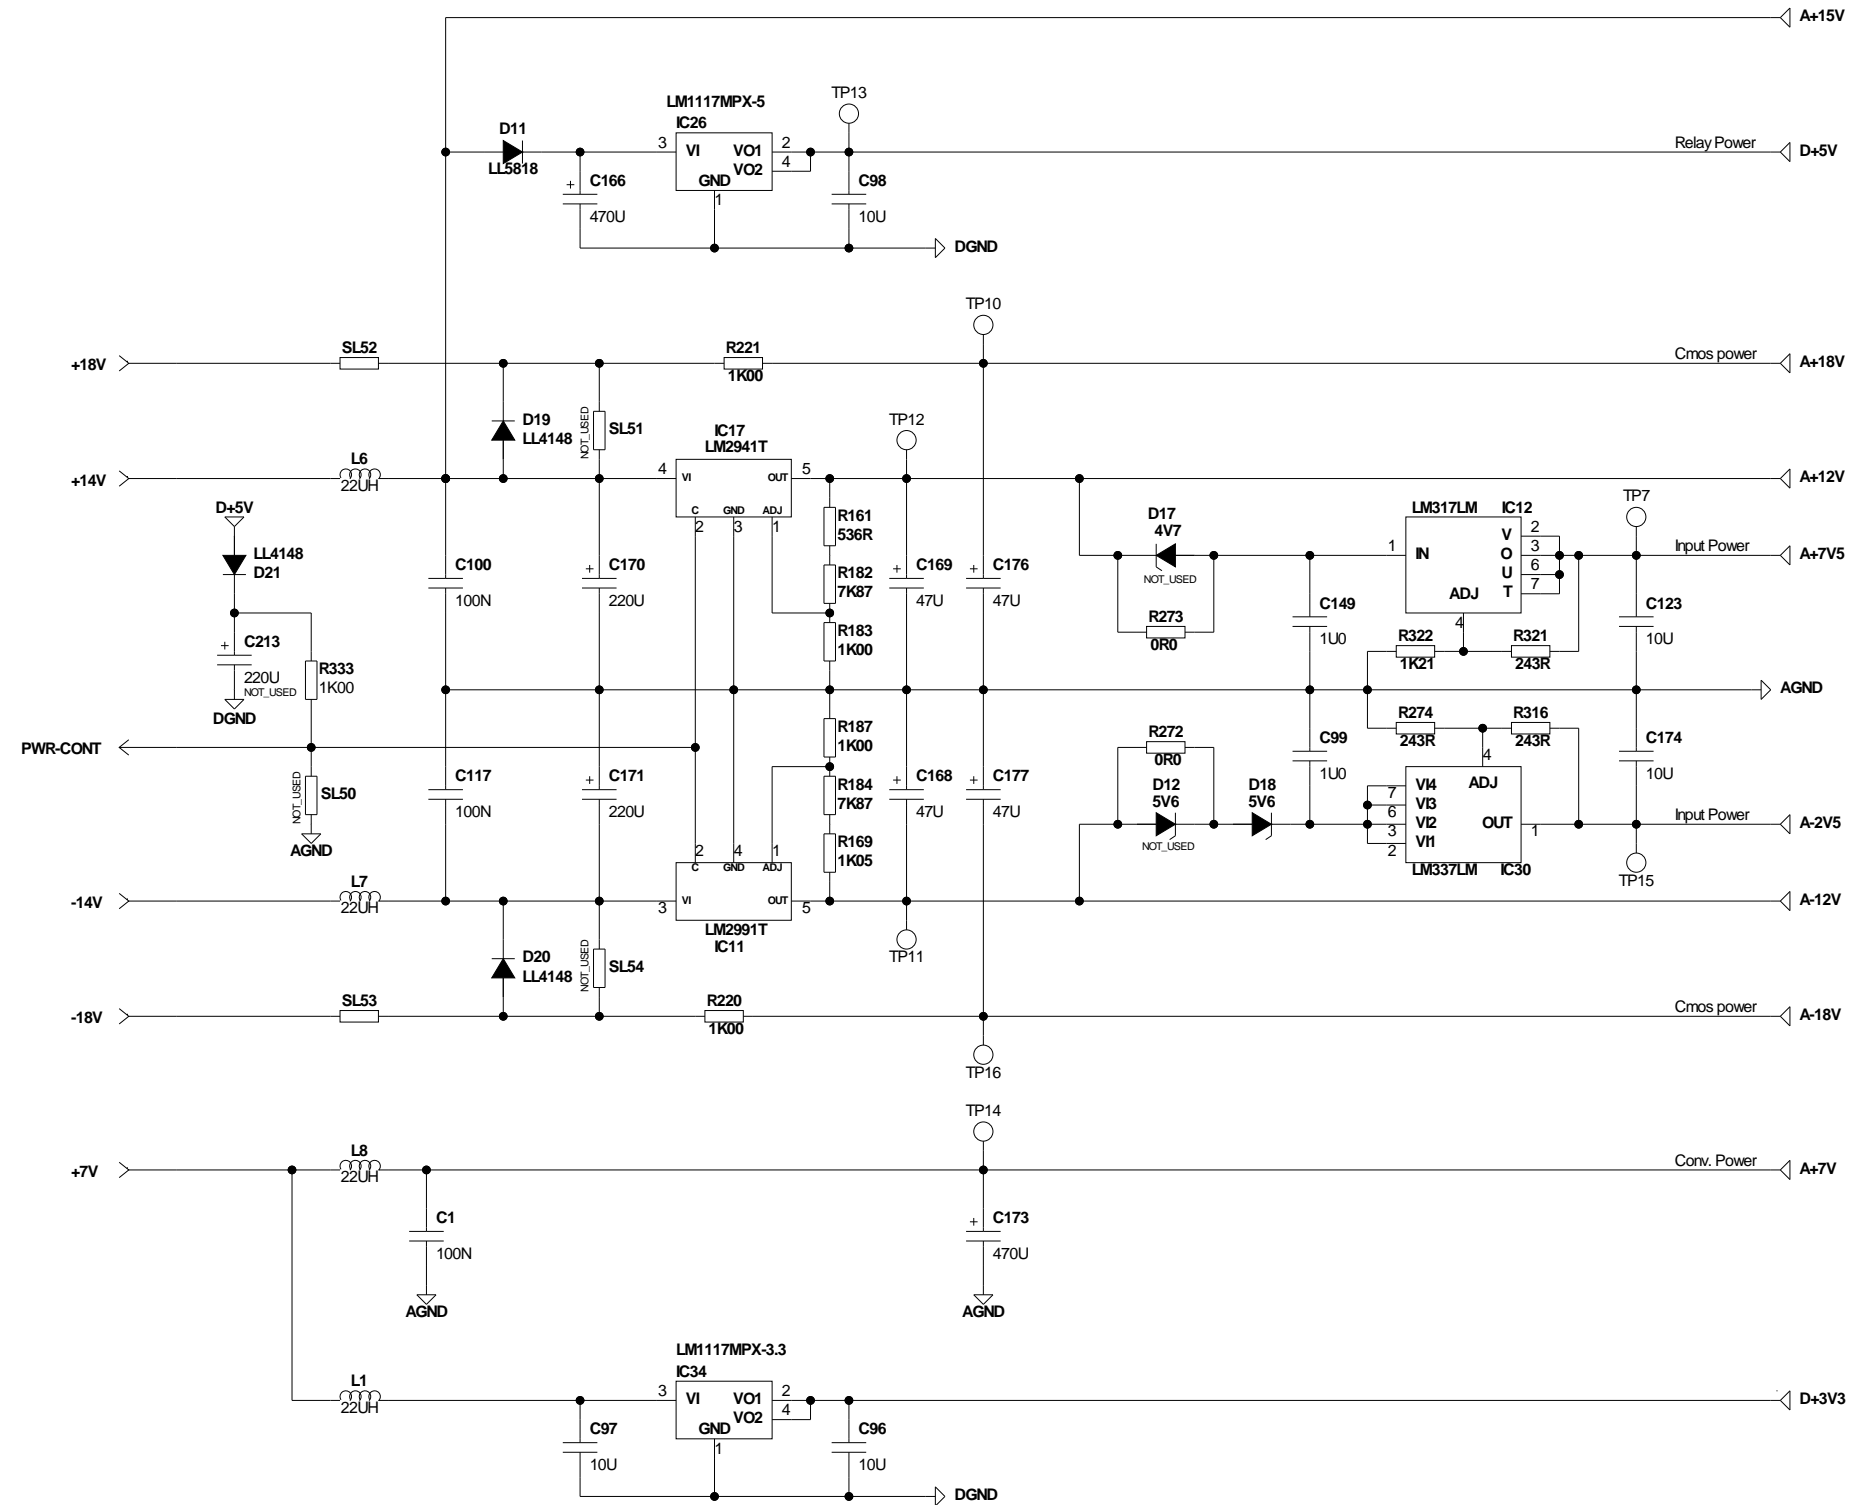 A+15V
LM1117MPX-5
IC26
TP13
D11
LL5818
3
VI
VO1
VO2
GND
2
4
1
Relay Power
D+5V
+
C166
470U
C98
10U
DGND
TP10
+18V
SL52
R221
1K00
Cmos power
A+18V
D19
LL4148
NOT_USED
SL51
IC17
LM2941T
TP12
+14V
L6
22UH
4
VI
OUT
5
C
GND
ADJ
2
3
1
A+12V
D+5V
LL4148
D21
R161
536R
D17
4V7
NOT_USED
LM317LM
IC12
TP7
1
IN
V
O
U
T
2
3
6
7
ADJ
4
Input Power
A+7V5
C100
100N
+
C170
220U
R182
7K87
+
C169
47U
+
C176
47U
R273
0R0
C149
1U0
C123
10U
+
C213
220U
NOT_USED
DGND
R333
1K00
R183
1K00
R322
1K21
R321
243R
AGND
PWR-CONT
R187
1K00
R272
0R0
R274
243R
R316
243R
C99
1U0
C174
10U
NOT_USED
SL50
AGND
C117
100N
+
C171
220U
R184
7K87
+
C168
47U
+
C177
47U
D12
5V6
NOT_USED
D18
5V6
4
ADJ
VI4
VI3
VI2
VI1
7
6
3
2
OUT
1
Input Power
A-2V5
R169
1K05
LM337LM
IC30
TP15
2
4
1
C
GND
ADJ
-14V
L7
22UH
3
VI
OUT
5
A-12V
LM2991T
IC11
TP11
D20
LL4148
NOT_USED
SL54
-18V
SL53
R220
1K00
Cmos power
A-18V
TP16
TP14
+7V
L8
22UH
Conv. Power
A+7V
C1
100N
+
C173
470U
AGND
AGND
LM1117MPX-3.3
IC34
L1
22UH
3
VI
VO1
VO2
GND
2
4
1
D+3V3
C97
10U
C96
10U
DGND